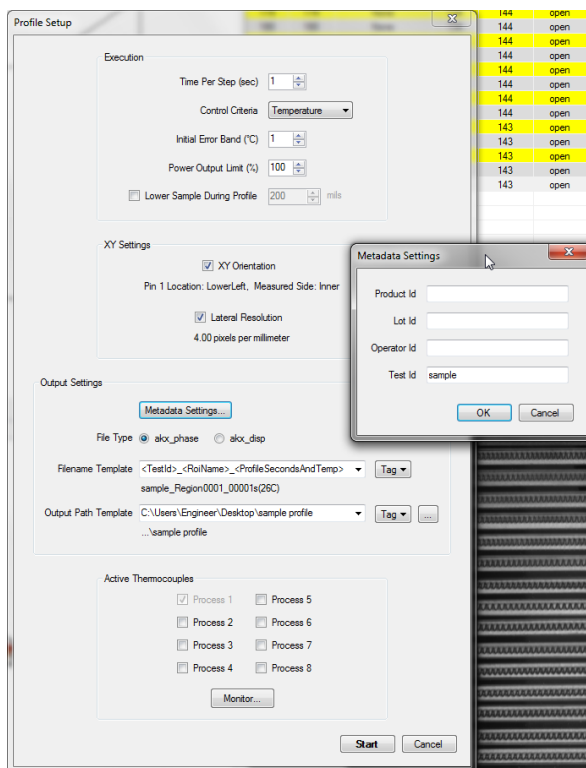 Profile Setup
Execution
Time Per Step (sec) 1
Control Criteria Temperature
Initial Error Band (°C) 1
Power Output Limit (%) 100
Lower Sample During Profile 200 mils
XY Settings
XY Orientation
Pin 1 Location: LowerLeft, Measured Side: Inner
Lateral Resolution
4.00 pixels per millimeter
Output Settings
Metadata Settings...
File Type akx_phase akx_disp
Filename Template <TestId>_<RoiName>_<ProfileSecondsAndTemp> Tag
sample_Region0001_00001s(26C)
Output Path Template C:\Users\Engineer\Desktop\sample profile Tag ...
...\sample profile
Active Thermocouples
Process 1 Process 5
Process 2 Process 6
Process 3 Process 7
Process 4 Process 8
Monitor...
Start Cancel
144 open
144 open
144 open
144 open
144 open
144 open
144 open
144 open
143 open
143 open
143 open
143 open
143 open
Metadata Settings
Product Id
Lot Id
Operator Id
Test Id sample
OK Cancel